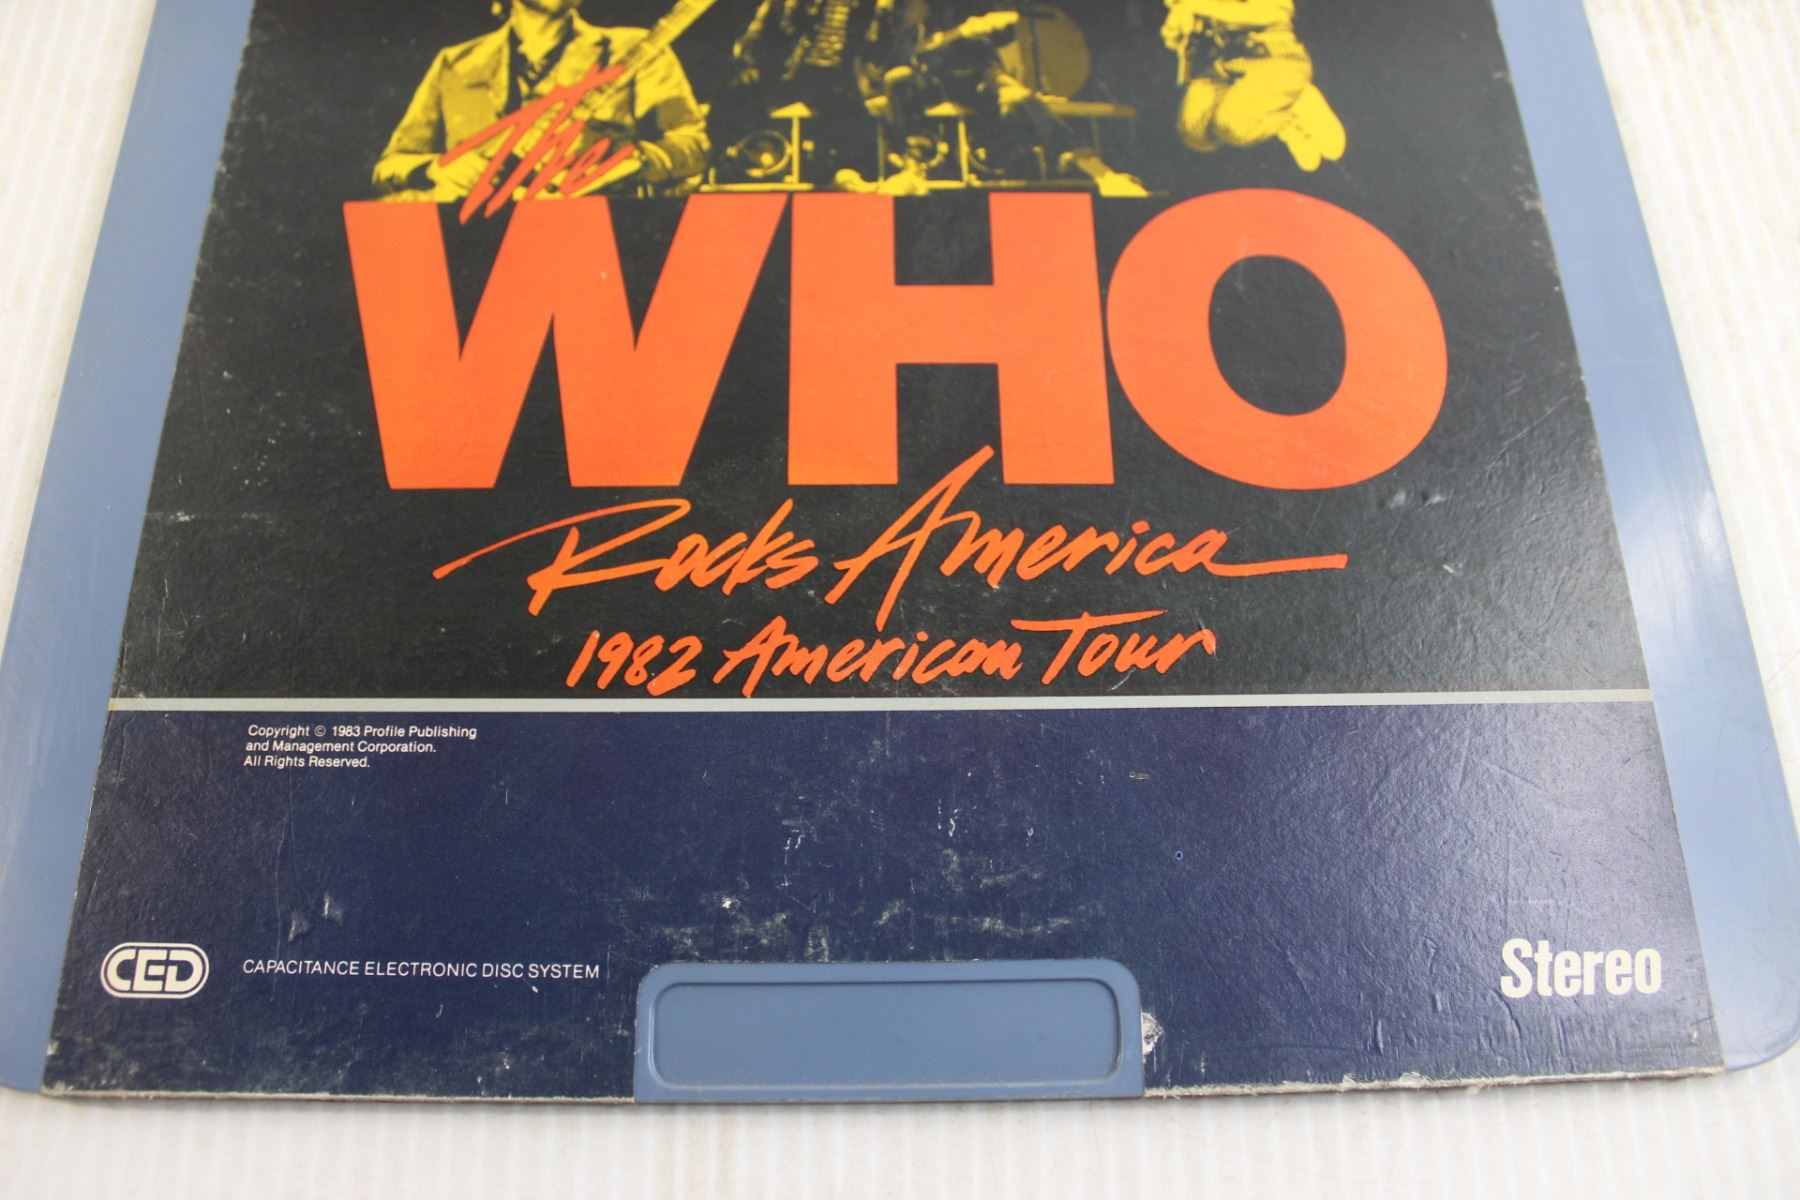 The
WHO
Rocks America
1982 American Tour
Copyright © 1983 Profile Publishing
and Management Corporation.
All Rights Reserved.
CED
CAPACITANCE ELECTRONIC DISC SYSTEM
Stereo